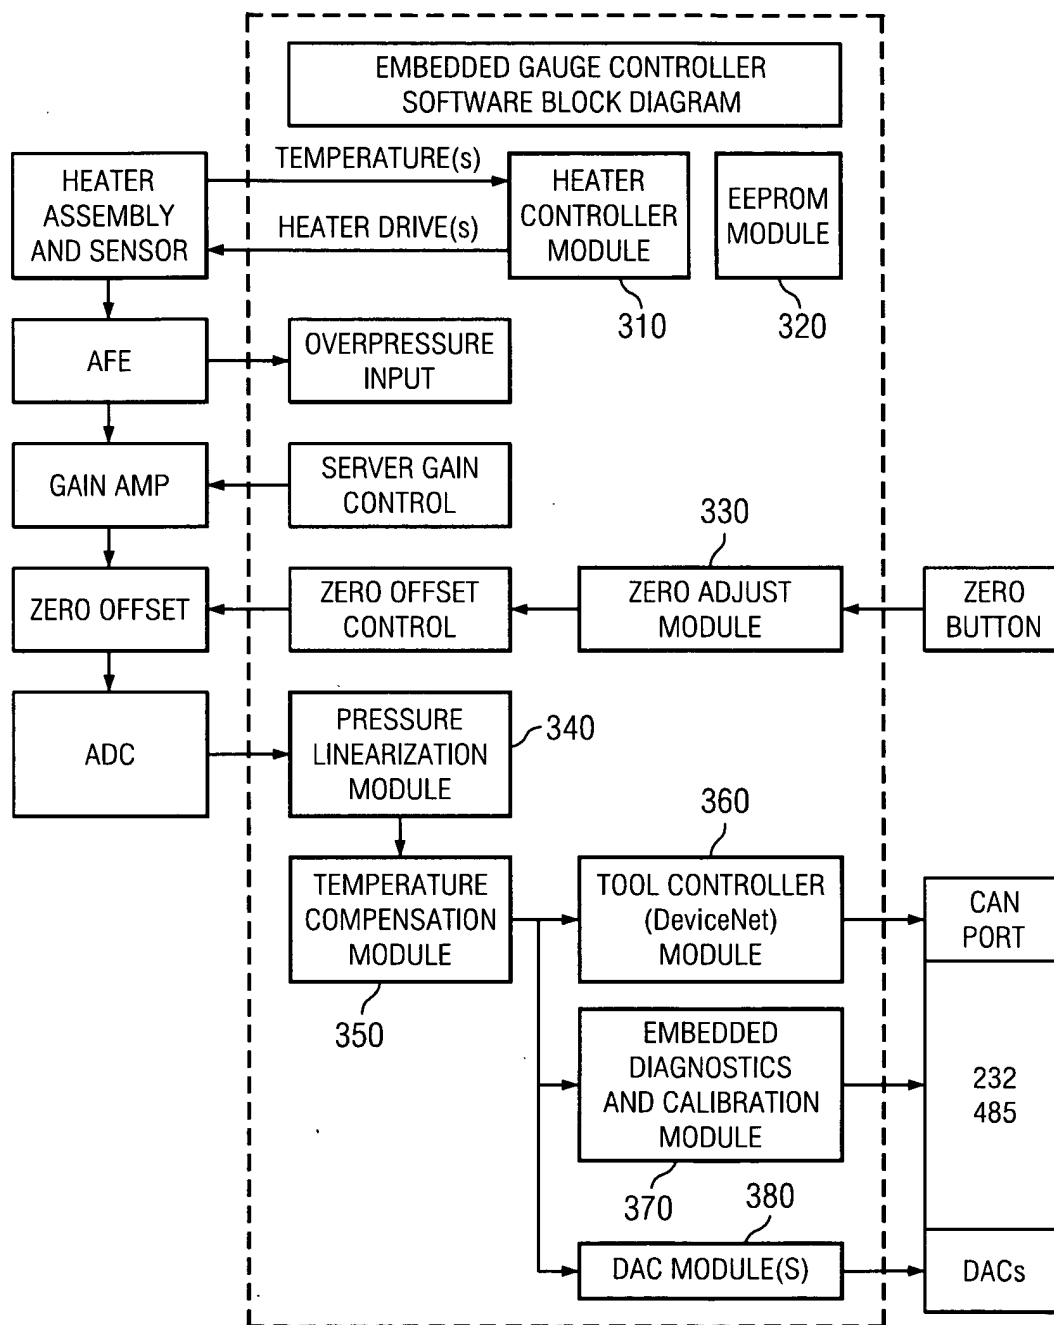 EMBEDDED GAUGE CONTROLLER
SOFTWARE BLOCK DIAGRAM
HEATER
ASSEMBLY
AND SENSOR
TEMPERATURE(s)
HEATER DRIVE(s)
HEATER
CONTROLLER
MODULE
310
EEPROM
MODULE
320
AFE
OVERPRESSURE
INPUT
GAIN AMP
SERVER GAIN
CONTROL
330
ZERO OFFSET
ZERO OFFSET
CONTROL
ZERO ADJUST
MODULE
ZERO
BUTTON
ADC
PRESSURE
LINEARIZATION
MODULE
340
360
TEMPERATURE
COMPENSATION
MODULE
350
TOOL CONTROLLER
(DeviceNet)
MODULE
CAN
PORT
EMBEDDED
DIAGNOSTICS
AND CALIBRATION
MODULE
370
232
485
380
DAC MODULE(S)
DACs